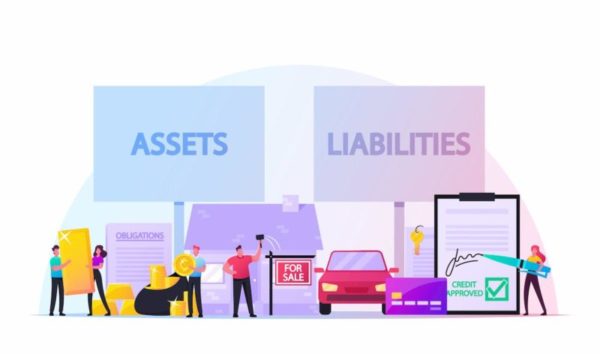 ASSETS
LIABILITIES
OBLIGATIONS
FOR
SALE
CREDIT
APPROVED